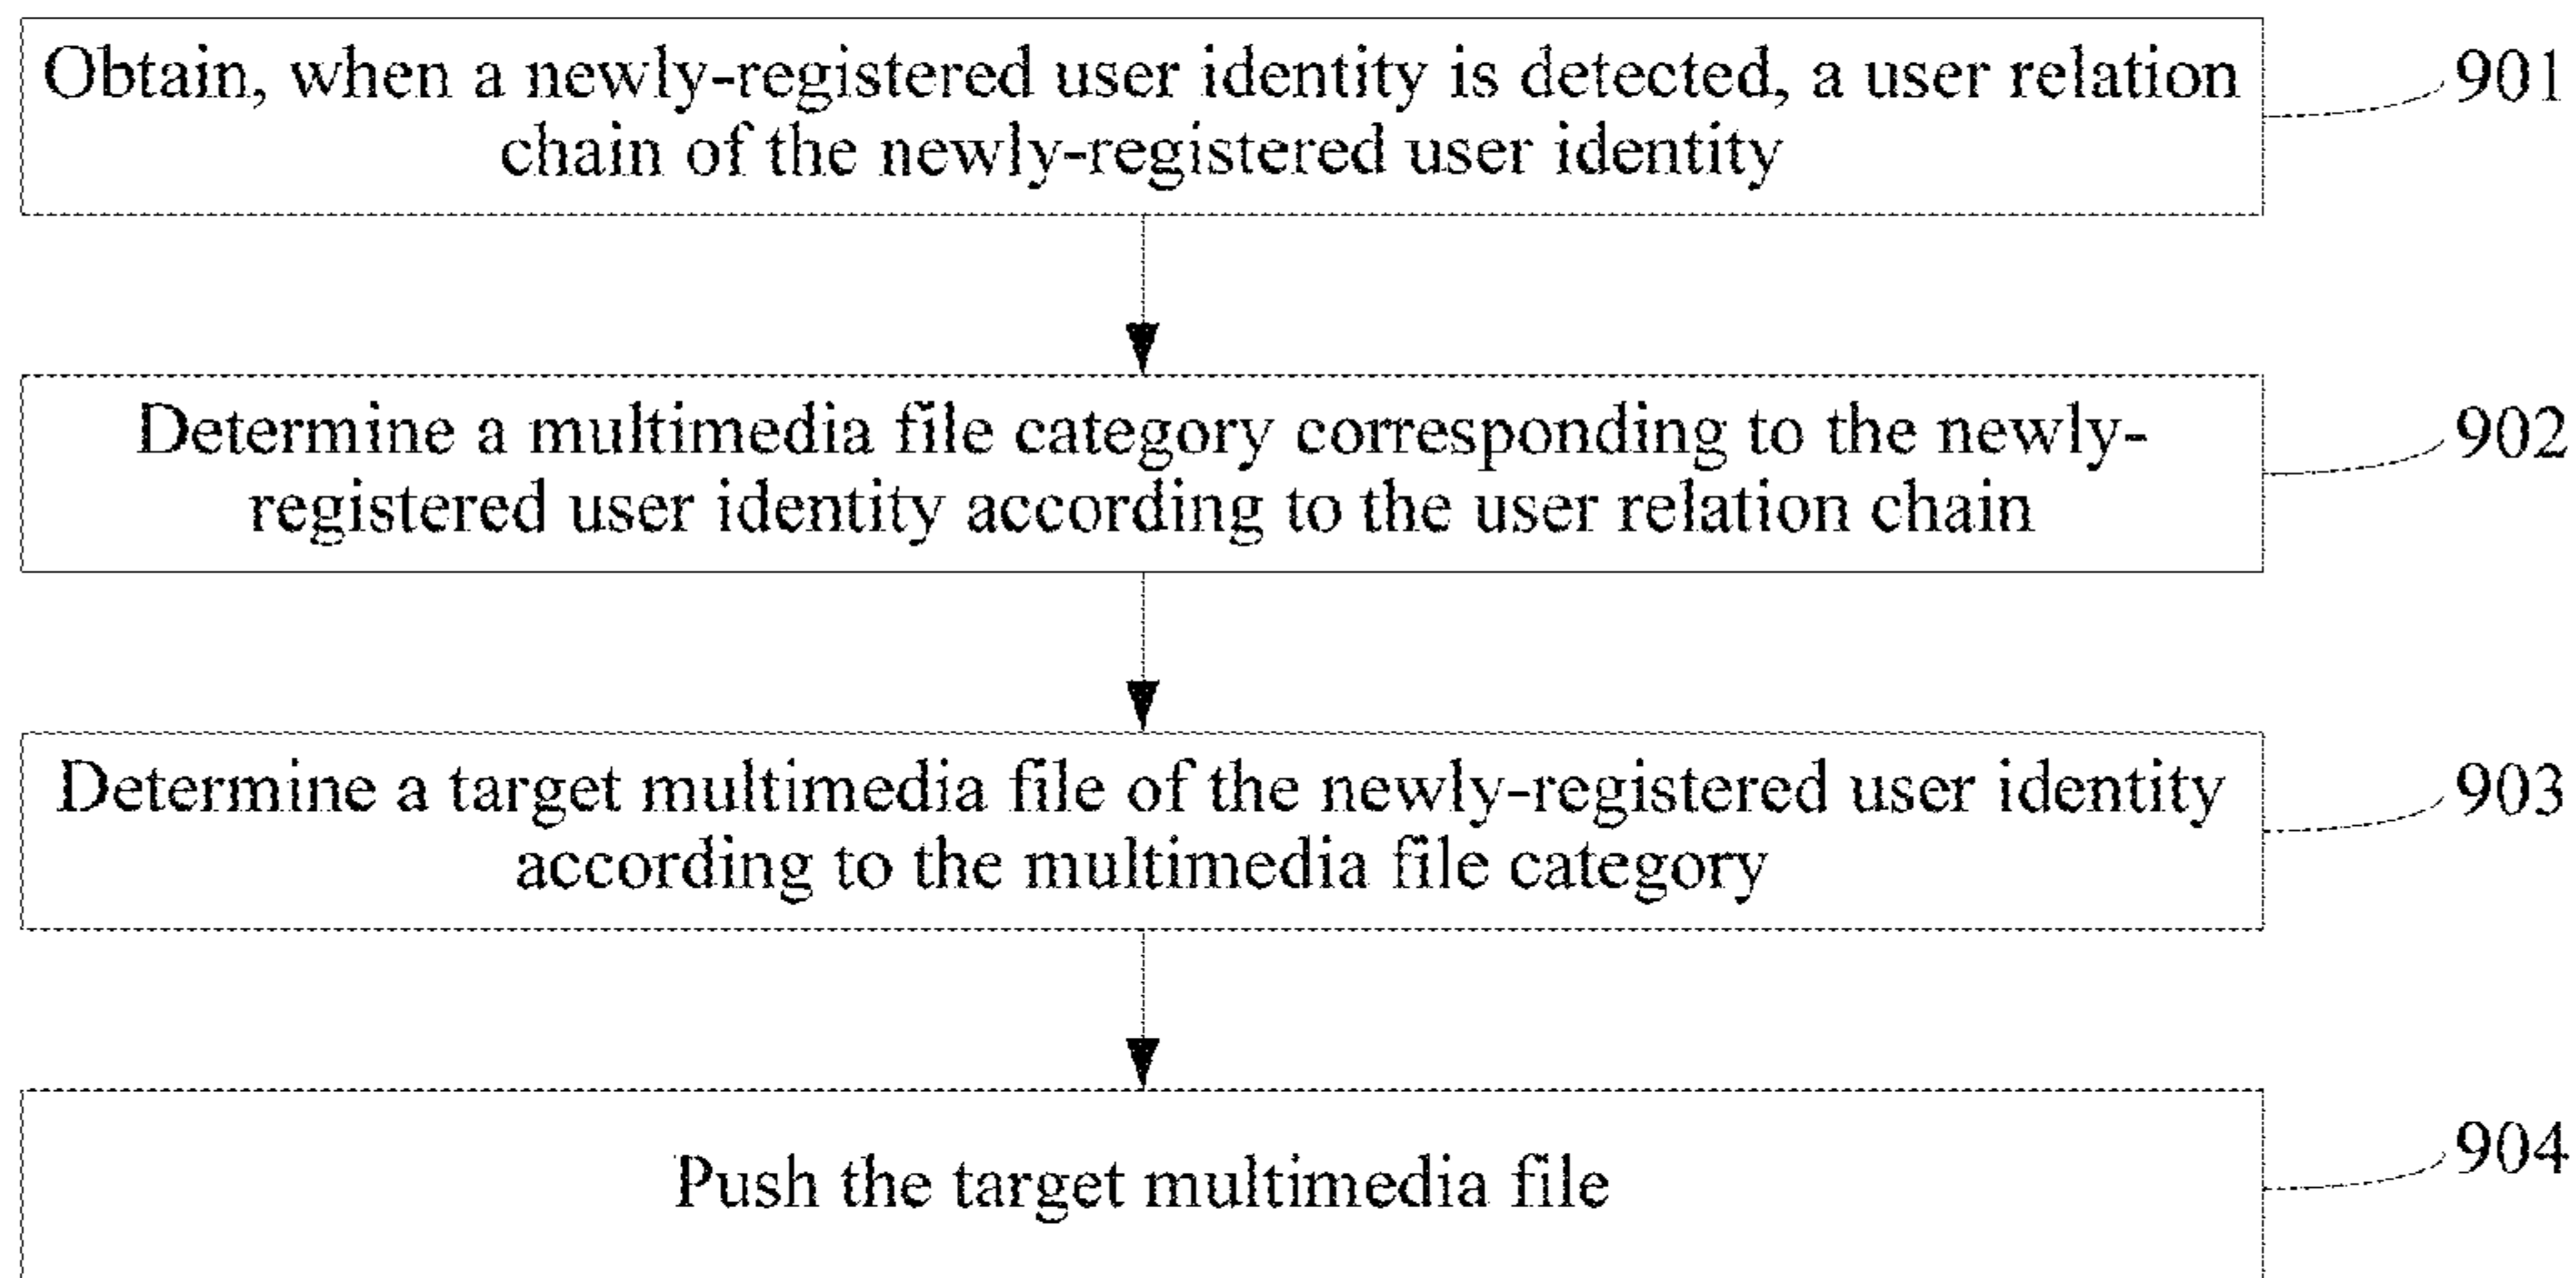 Obtain, when a newly-registered user identity is detected, a user relation
chain of the newly-registered user identity
901
Determine a multimedia file category corresponding to the newly-
registered user identity according to the user relation chain
902
Determine a target multimedia file of the newly-registered user identity
according to the multimedia file category
903
Push the target multimedia file
904